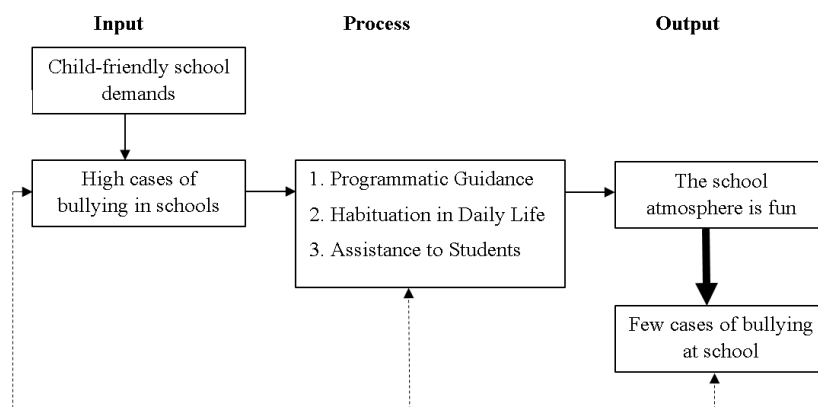 Input
Process
Output
Child-friendly school
demands
High cases of
bullying in schools
1. Programmatic Guidance
2. Habituation in Daily Life
3. Assistance to Students
The school
atmosphere is fun
Few cases of bullying
at school